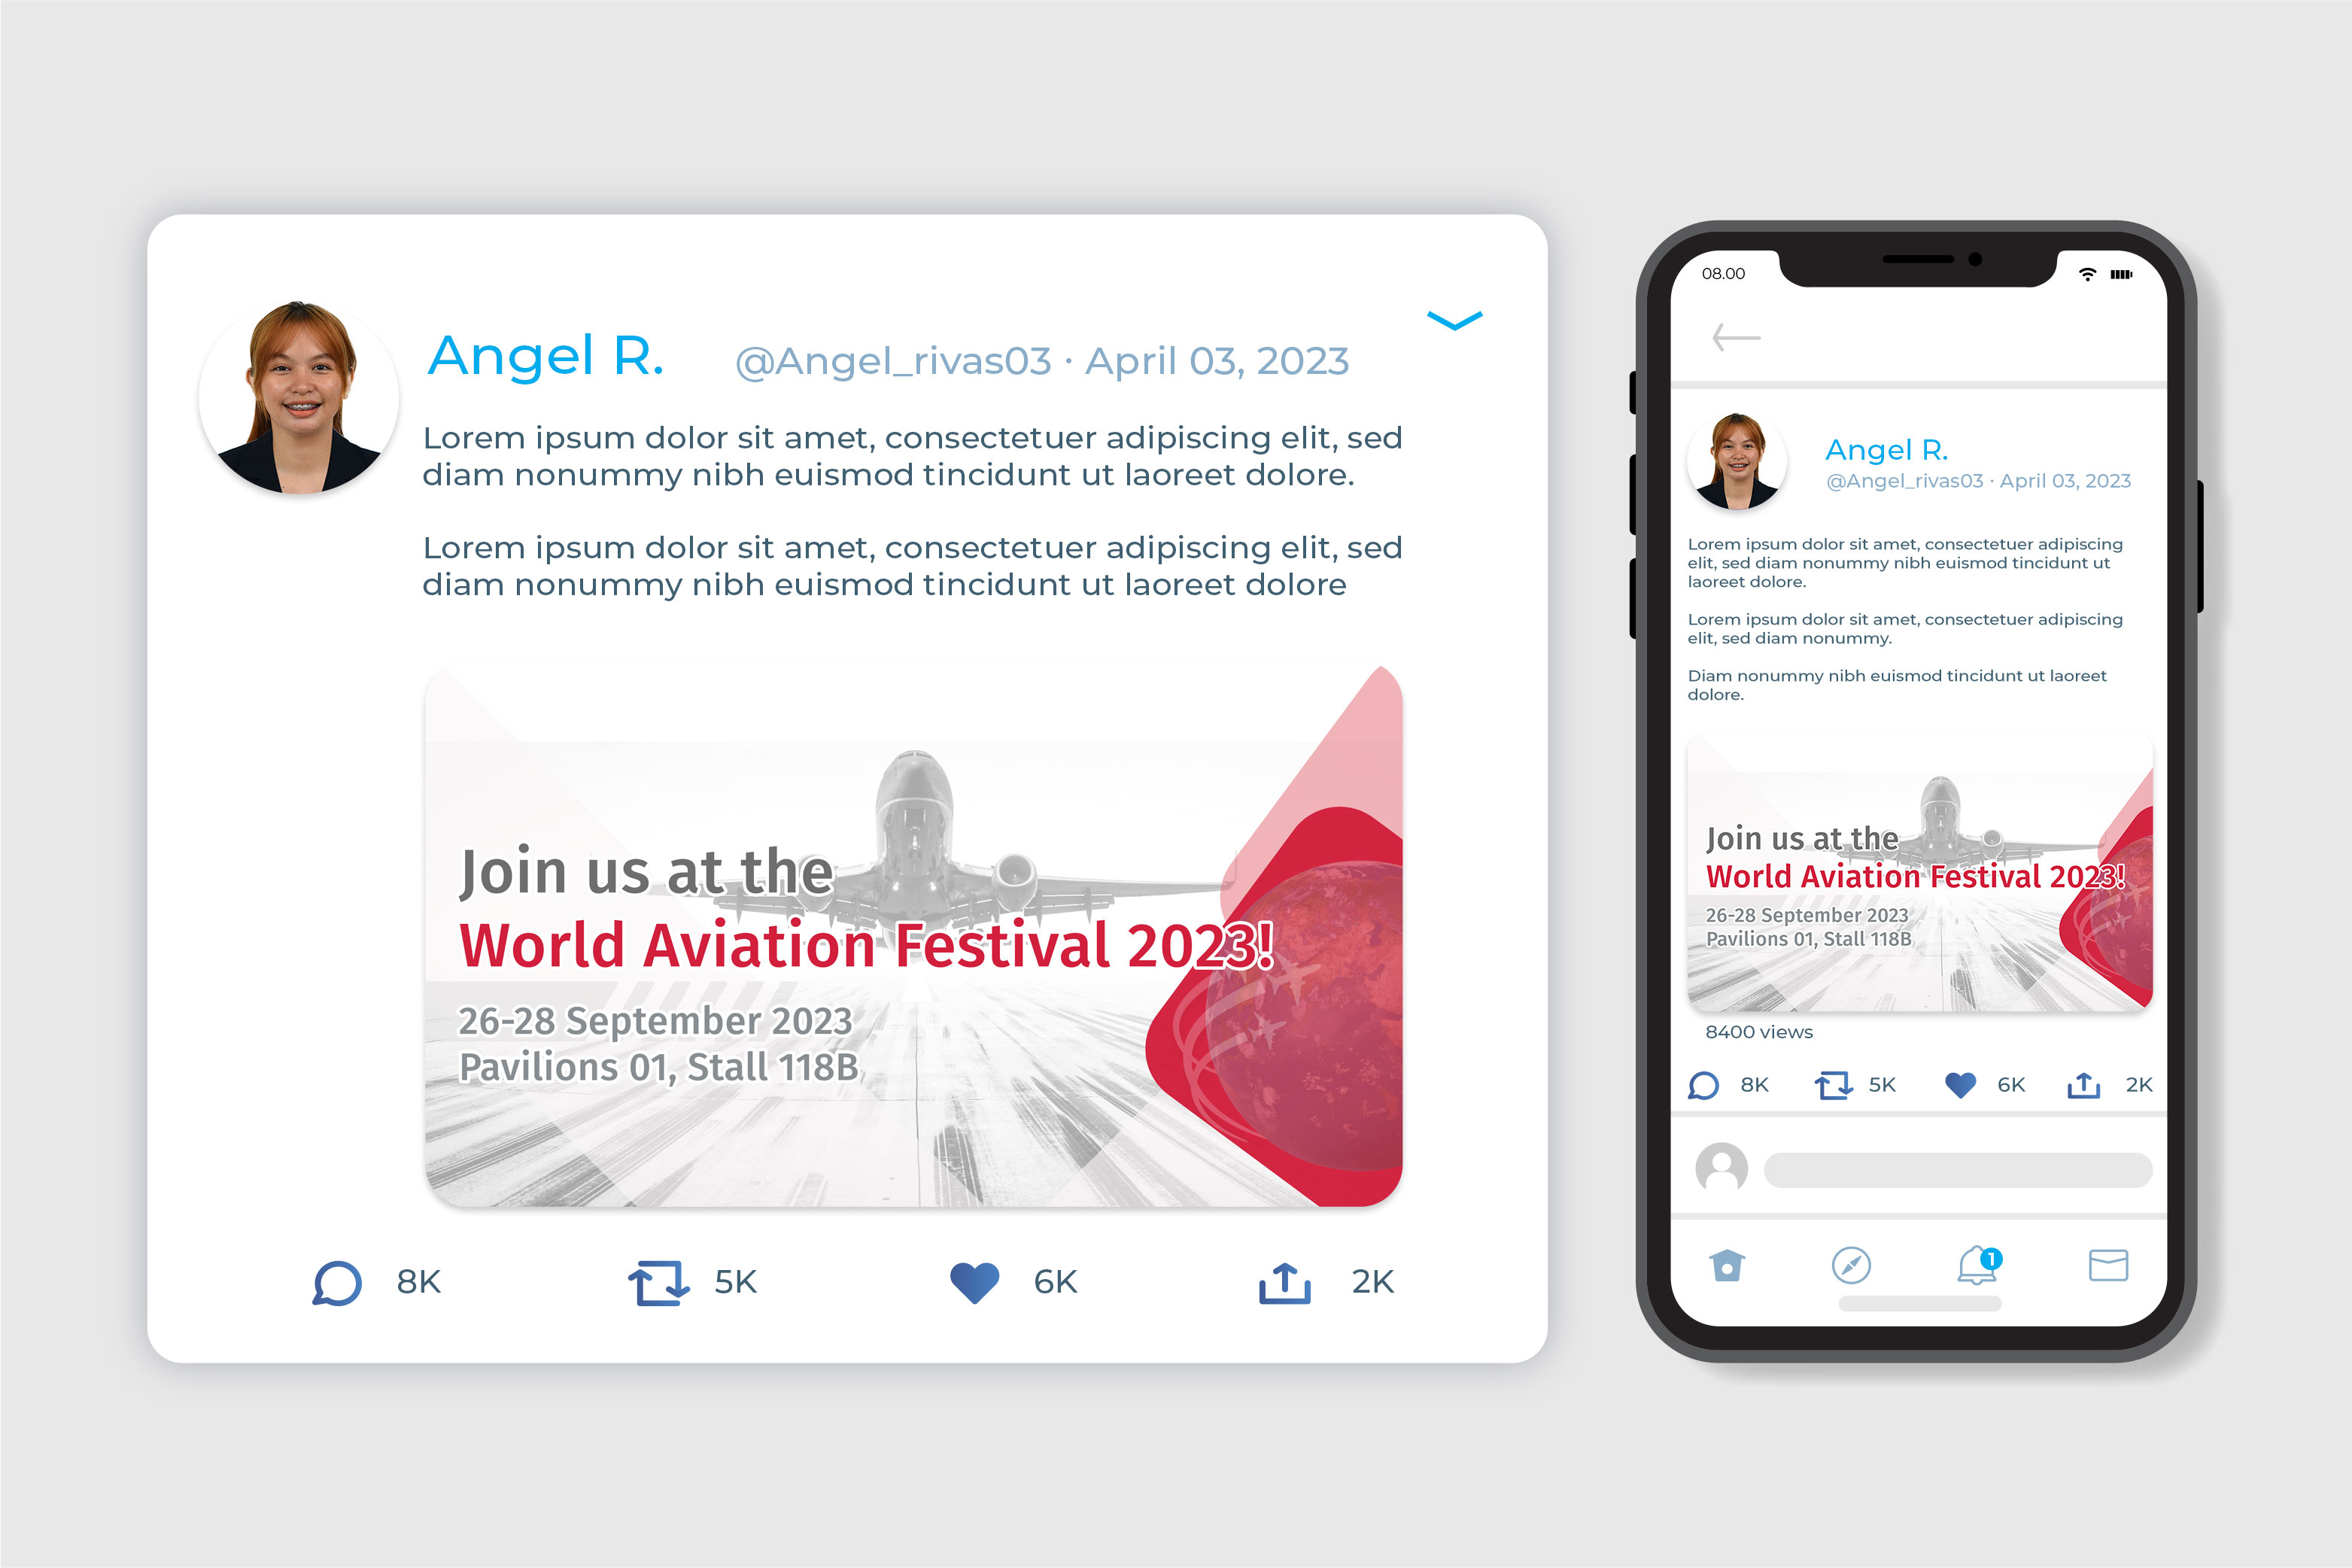 Angel R. @Angel_rivas03 · April 03, 2023
Lorem ipsum dolor sit amet, consectetuer adipiscing elit, sed
diam nonummy nibh euismod tincidunt ut laoreet dolore.
Lorem ipsum dolor sit amet, consectetuer adipiscing elit, sed
diam nonummy nibh euismod tincidunt ut laoreet dolore
Join us at the
World Aviation Festival 2023!
26-28 September 2023
Pavilions 01, Stall 118B
8K 5K 6K 2K
08.00
Angel R.
@Angel_rivas03 · April 03, 2023
Lorem ipsum dolor sit amet, consectetuer adipiscing
elit, sed diam nonummy nibh euismod tincidunt ut
laoreet dolore.
Lorem ipsum dolor sit amet, consectetuer adipiscing
elit, sed diam nonummy.
Diam nonummy nibh euismod tincidunt ut laoreet
dolore.
Join us at the
World Aviation Festival 2023!
26-28 September 2023
Pavilions 01, Stall 118B
8400 views
8K 5K 6K 2K
1